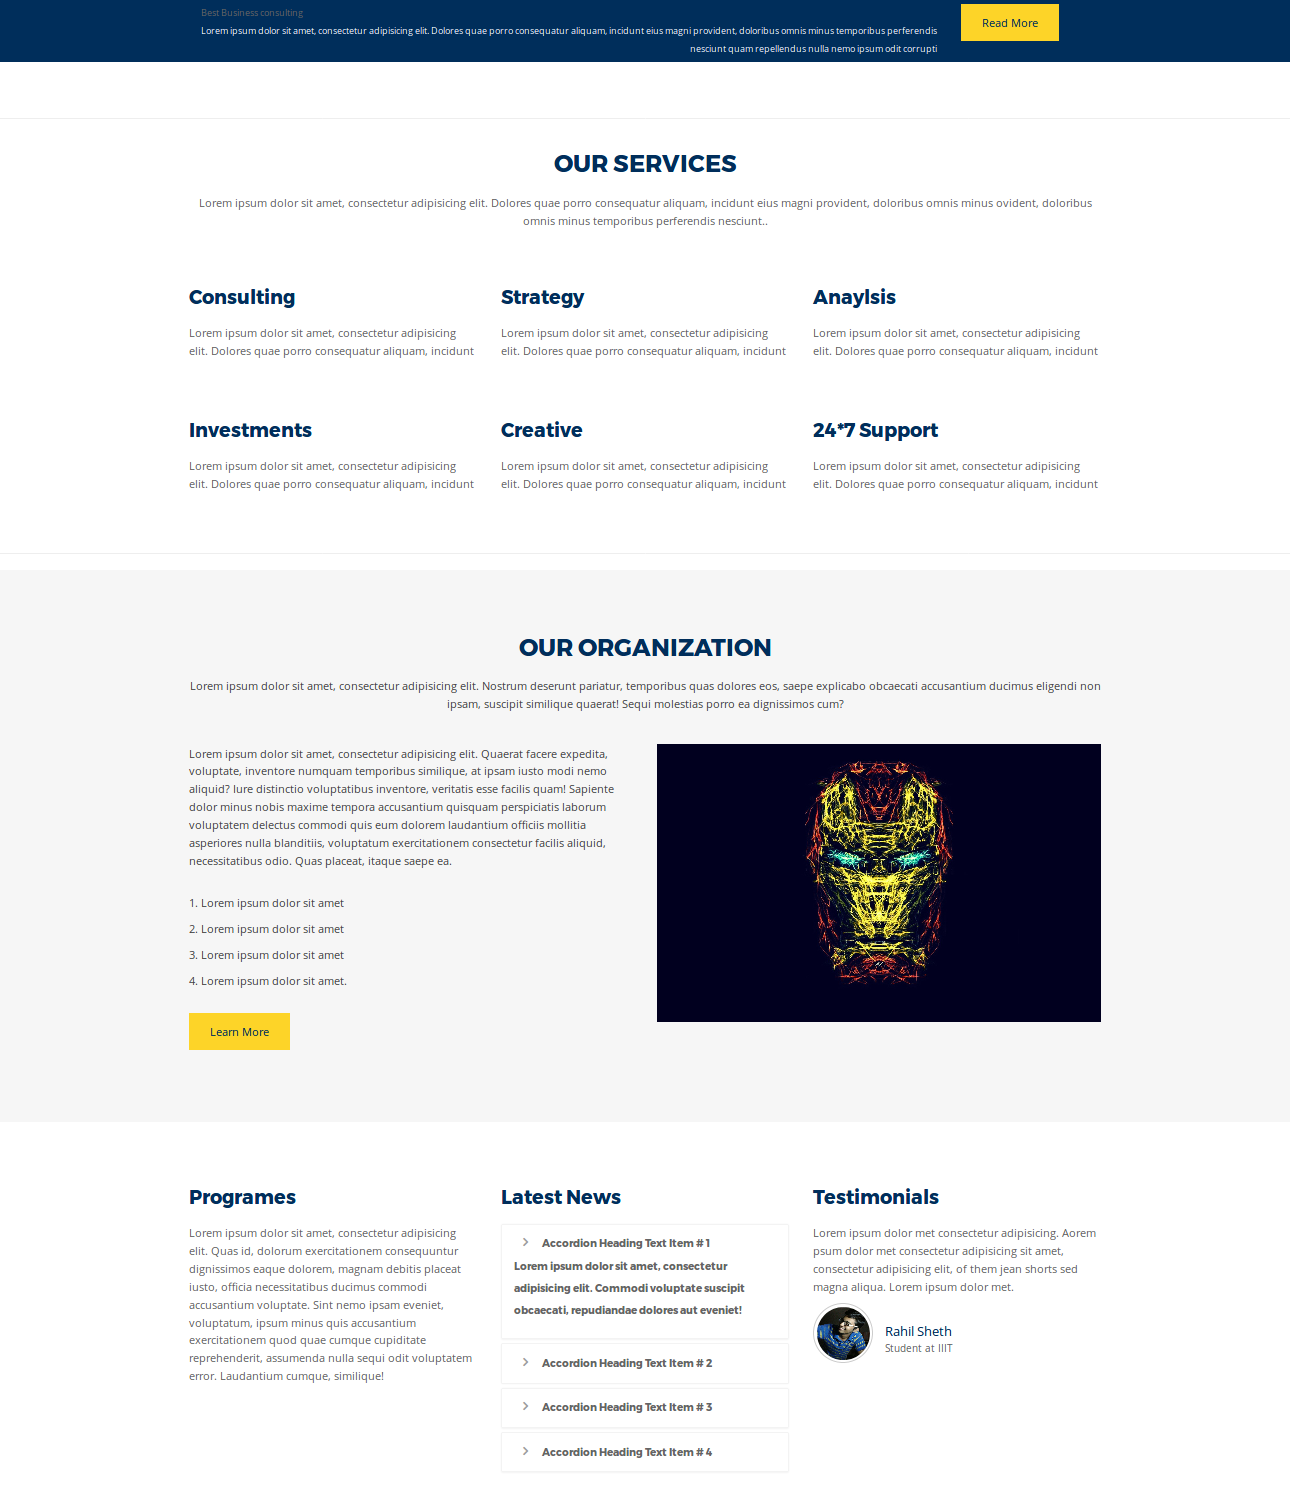 Best Business consulting
Lorem ipsum dolor sit amet, consectetur adipisicing elit. Dolores quae porro consequatur aliquam, incidunt eius magni provident, doloribus omnis minus temporibus perferendis
nesciunt quam repellendus nulla nemo ipsum odit corrupti
Read More
OUR SERVICES
Lorem ipsum dolor sit amet, consectetur adipisicing elit. Dolores quae porro consequatur aliquam, incidunt eius magni provident, doloribus omnis minus ovident, doloribus
omnis minus temporibus perferendis nesciunt..
Consulting
Lorem ipsum dolor sit amet, consectetur adipisicing
elit. Dolores quae porro consequatur aliquam, incidunt
Strategy
Lorem ipsum dolor sit amet, consectetur adipisicing
elit. Dolores quae porro consequatur aliquam, incidunt
Anaylsis
Lorem ipsum dolor sit amet, consectetur adipisicing
elit. Dolores quae porro consequatur aliquam, incidunt
Investments
Lorem ipsum dolor sit amet, consectetur adipisicing
elit. Dolores quae porro consequatur aliquam, incidunt
Creative
Lorem ipsum dolor sit amet, consectetur adipisicing
elit. Dolores quae porro consequatur aliquam, incidunt
24*7 Support
Lorem ipsum dolor sit amet, consectetur adipisicing
elit. Dolores quae porro consequatur aliquam, incidunt
OUR ORGANIZATION
Lorem ipsum dolor sit amet, consectetur adipisicing elit. Nostrum deserunt pariatur, temporibus quas dolores eos, saepe explicabo obcaecati accusantium ducimus eligendi non
ipsam, suscipit similique quaerat! Sequi molestias porro ea dignissimos cum?
Lorem ipsum dolor sit amet, consectetur adipisicing elit. Quaerat facere expedita,
voluptate, inventore numquam temporibus similique, at ipsam iusto modi nemo
aliquid? Iure distinctio voluptatibus inventore, veritatis esse facilis quam! Sapiente
dolor minus nobis maxime tempora accusantium quisquam perspiciatis laborum
voluptatem delectus commodi quis eum dolorem laudantium officiis mollitia
asperiores nulla blanditiis, voluptatum exercitationem consectetur facilis aliquid,
necessitatibus odio. Quas placeat, itaque saepe ea.
1. Lorem ipsum dolor sit amet
2. Lorem ipsum dolor sit amet
3. Lorem ipsum dolor sit amet
4. Lorem ipsum dolor sit amet.
Learn More
Programes
Lorem ipsum dolor sit amet, consectetur adipisicing
elit. Quas id, dolorum exercitationem consequuntur
dignissimos eaque dolorem, magnam debitis placeat
iusto, officia necessitatibus ducimus commodi
accusantium voluptate. Sint nemo ipsam eveniet,
voluptatum, ipsum minus quis accusantium
exercitationem quod quae cumque cupiditate
reprehenderit, assumenda nulla sequi odit voluptatem
error. Laudantium cumque, similique!
Latest News
Accordion Heading Text Item # 1
Lorem ipsum dolor sit amet, consectetur
adipisicing elit. Commodi voluptate suscipit
obcaecati, repudiandae dolores aut eveniet!
Accordion Heading Text Item # 2
Accordion Heading Text Item # 3
Accordion Heading Text Item # 4
Testimonials
Lorem ipsum dolor met consectetur adipisicing. Aorem
psum dolor met consectetur adipisicing sit amet,
consectetur adipisicing elit, of them jean shorts sed
magna aliqua. Lorem ipsum dolor met.
Rahil Sheth
Student at IIIT